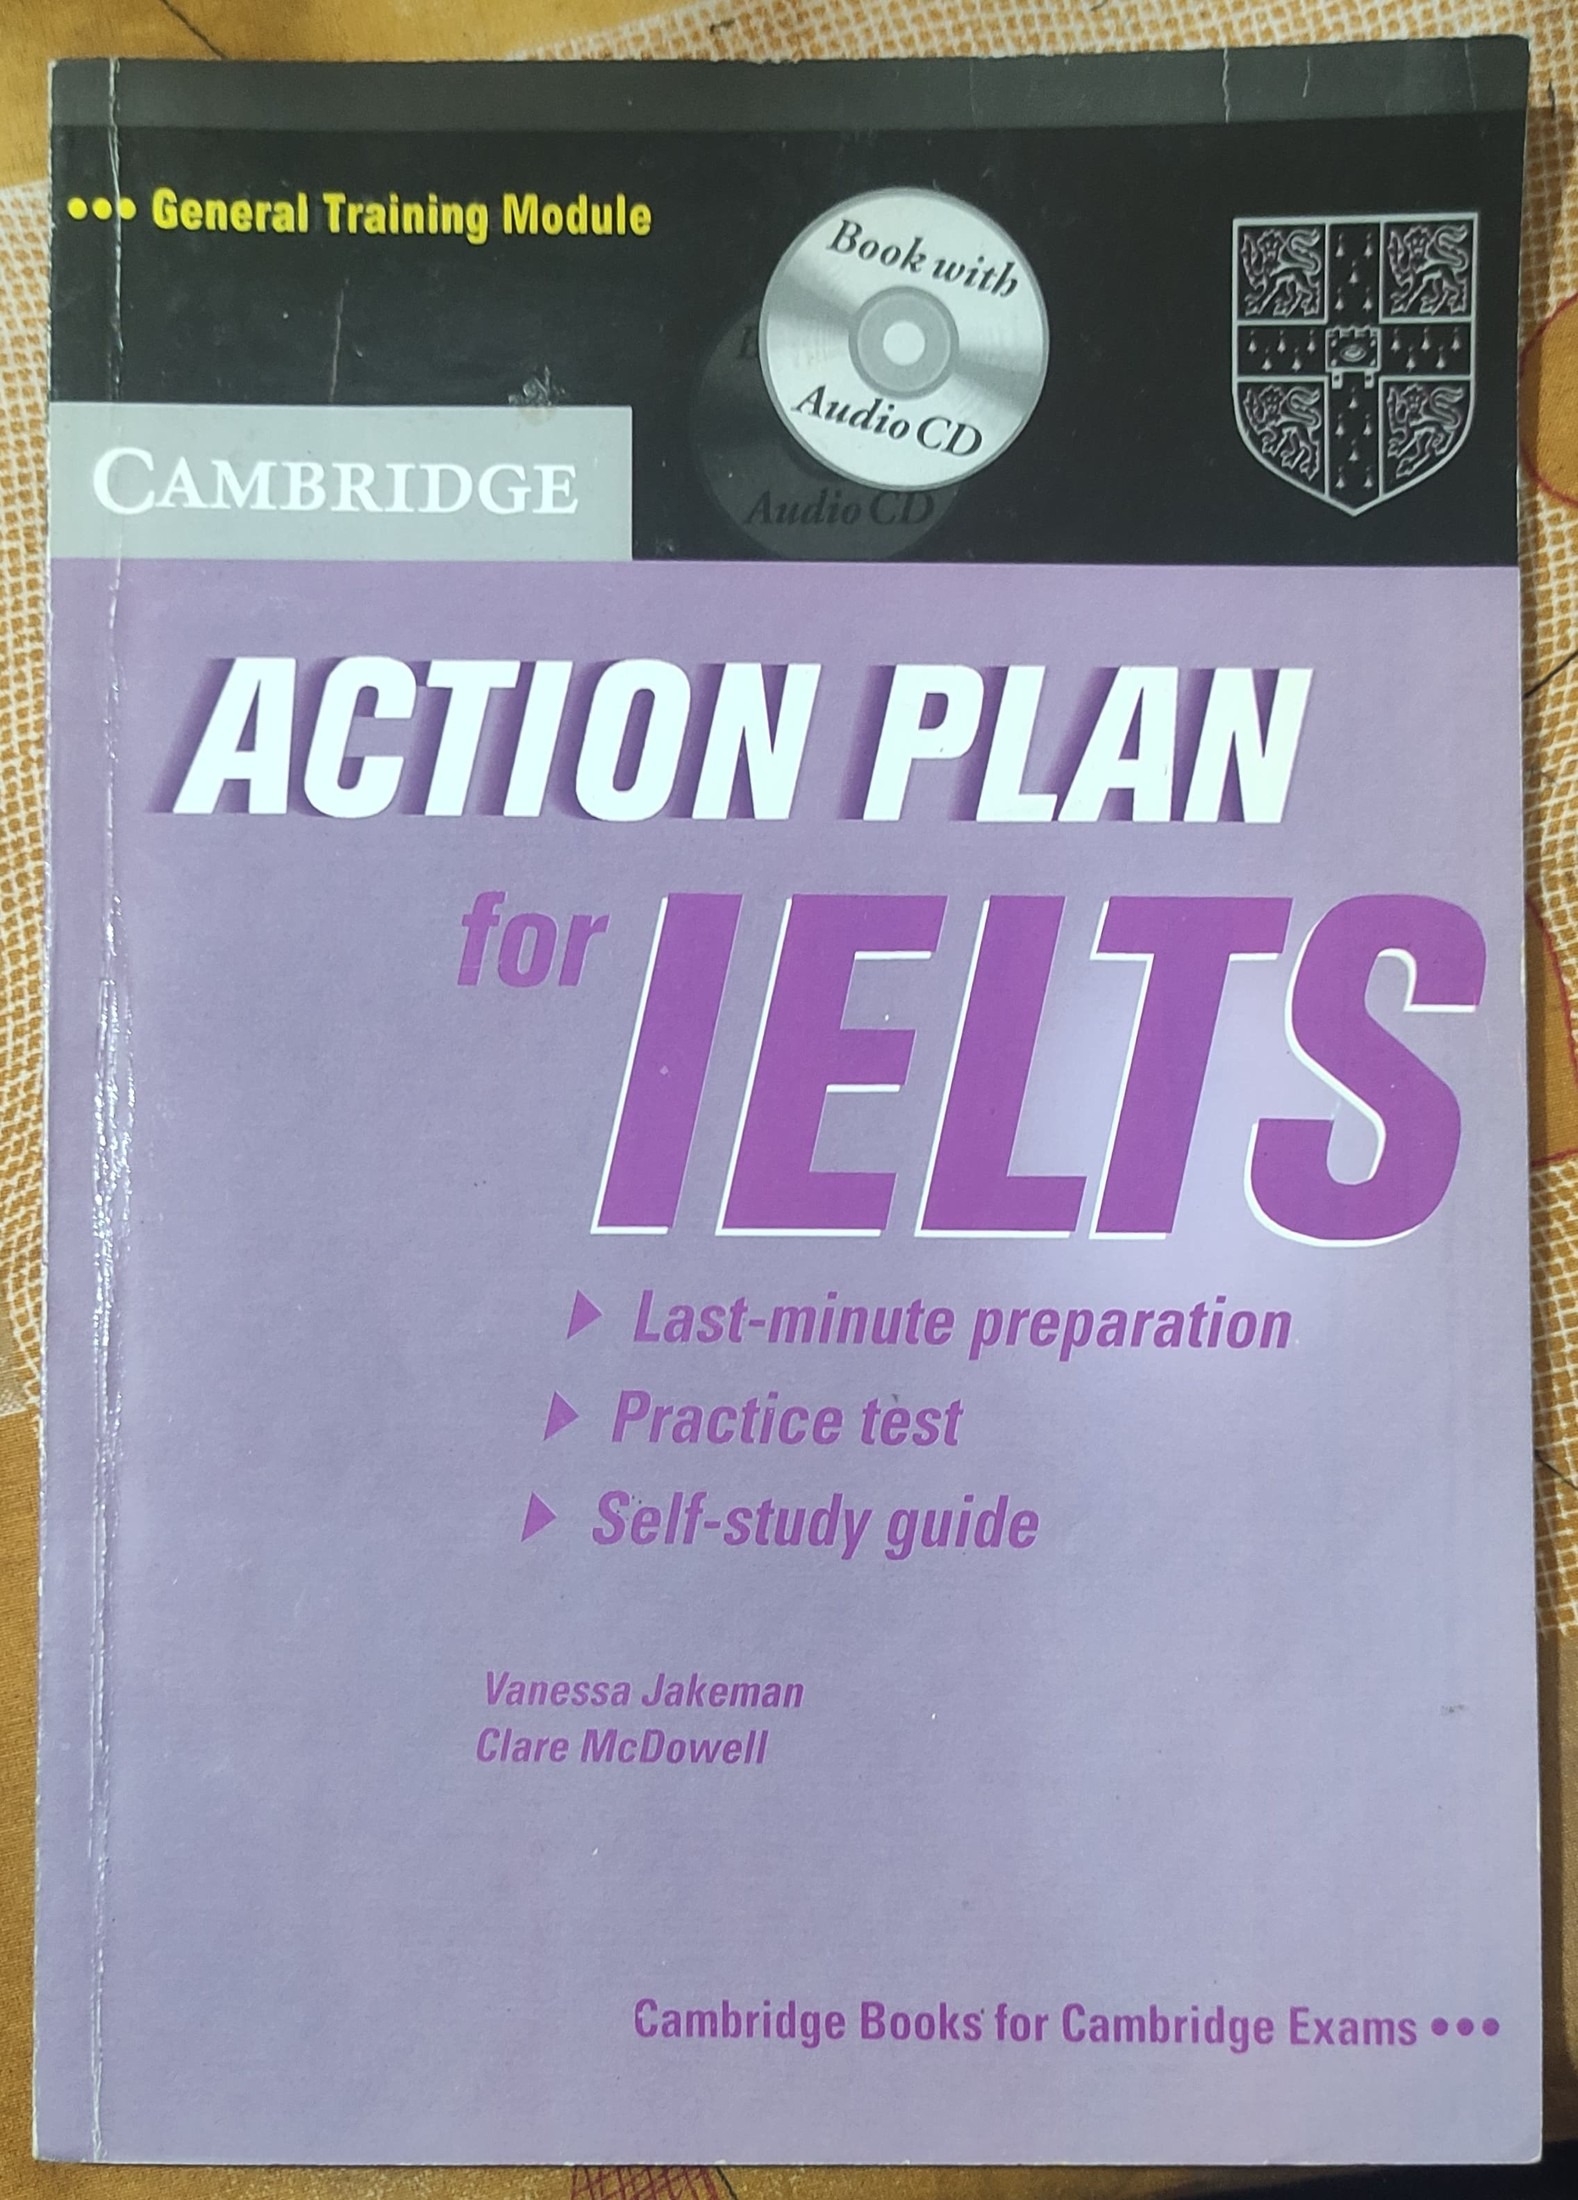 ••• General Training Module
Book with
Audio CD
Audio CD
CAMBRIDGE
ACTION PLAN
for IELTS
Last-minute preparation
Practice test
Self-study guide
Vanessa Jakeman
Clare McDowell
Cambridge Books for Cambridge Exams •••